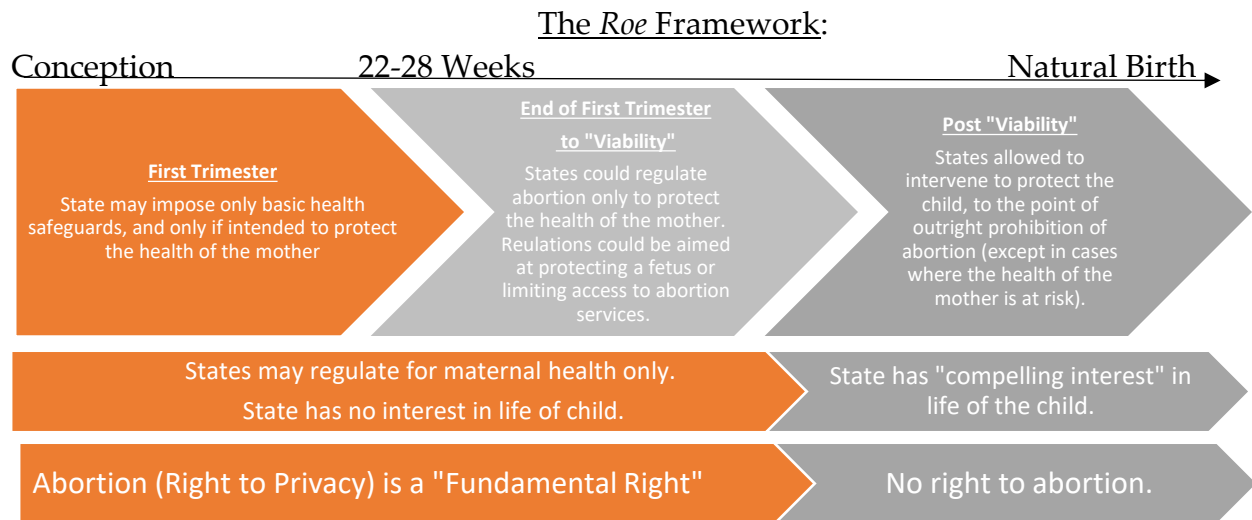 The Roe Framework:
Conception 22-28 Weeks Natural Birth
First Trimester
State may impose only basic health
safeguards, and only if intended to protect
the health of the mother
End of First Trimester
to "Viability"
States could regulate
abortion only to protect
the health of the mother.
Reulations could be aimed
at protecting a fetus or
limiting access to abortion
services.
Post "Viability"
States allowed to
intervene to protect the
child, to the point of
outright prohibition of
abortion (except in cases
where the health of the
mother is at risk).
States may regulate for maternal health only.
State has no interest in life of child.
State has "compelling interest" in
life of the child.
Abortion (Right to Privacy) is a "Fundamental Right"
No right to abortion.